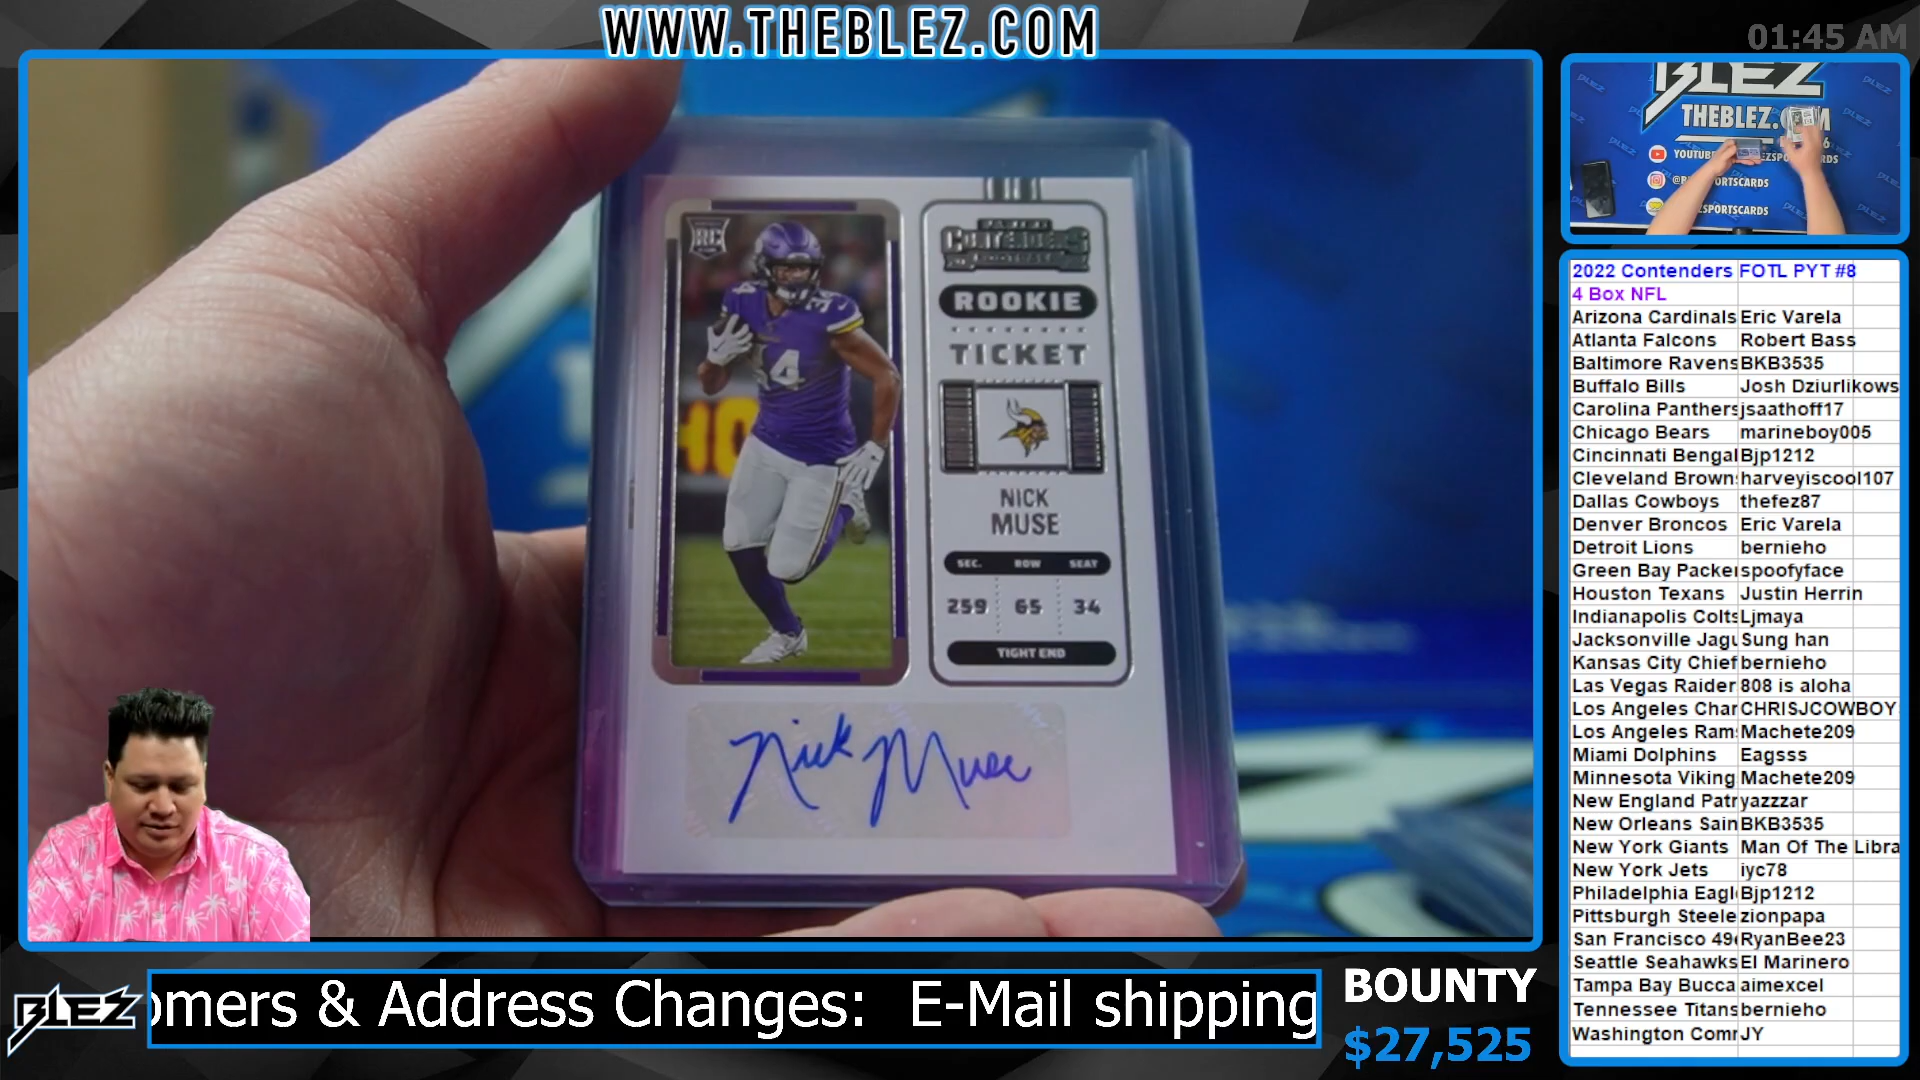 WWW.THEBLEZ.COM
01:45 AM
RC
34
PANINI
CONTENDERS
FOOTBALL
ROOKIE
TICKET
NICK
MUSE
SEC. ROW SEAT
259 65 34
TIGHT END
Nick Muse
BLEZ
2022 Contenders FOTL PYT #8
4 Box NFL
Arizona Cardinals Eric Varela
Atlanta Falcons Robert Bass
Baltimore Ravens BKB3535
Buffalo Bills Josh Dziurlikows
Carolina Panthers jsaathoff17
Chicago Bears marineboy005
Cincinnati Bengal Bjp1212
Cleveland Brown harveyiscool107
Dallas Cowboys thefez87
Denver Broncos Eric Varela
Detroit Lions bernieho
Green Bay Packer spoofyface
Houston Texans Justin Herrin
Indianapolis Colts Ljmaya
Jacksonville Jagu Sung han
Kansas City Chief bernieho
Las Vegas Raider 808 is aloha
Los Angeles Char CHRISJCOWBOY
Los Angeles Ram Machete209
Miami Dolphins Eagsss
Minnesota Viking Machete209
New England Patr yazzzar
New Orleans Sain BKB3535
New York Giants Man Of The Libra
New York Jets iyc78
Philadelphia Eagl Bjp1212
Pittsburgh Steele zionpapa
San Francisco 49 RyanBee23
Seattle Seahawks El Marinero
Tampa Bay Bucca aimexcel
Tennessee Titans bernieho
Washington Comm JY
BLEZ
omers & Address Changes: E-Mail shipping
BOUNTY
$27,525